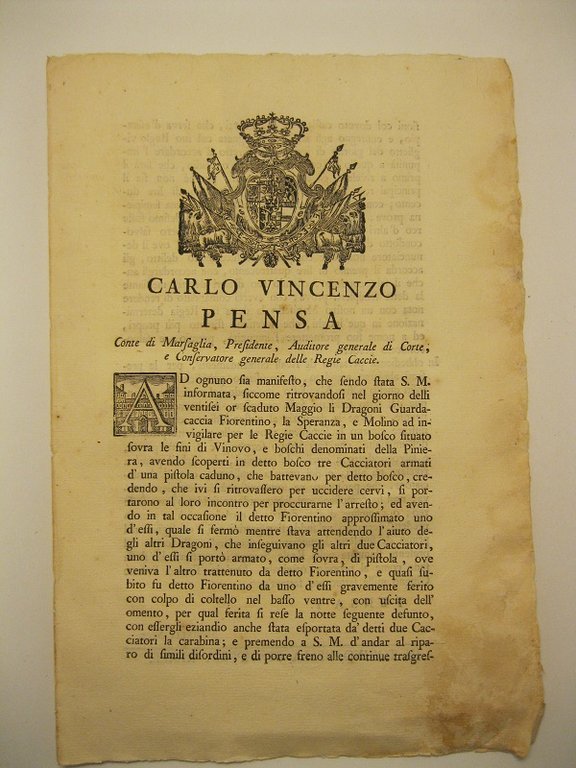 CARLO VINCENZO
PENSA
Conte di Marſaglia, Preſidente, Auditore generale di Corte,
e Conſervatore generale delle Regie Caccie.
AD ognuno ſia manifeſto, che ſendo ſtata S. M.
informata, ſiccome ritrovandoſi nel giorno delli
ventiſei or ſcaduto Maggio li Dragoni Guarda-
caccia Fiorentino, la Speranza, e Molino ad in-
vigilare per le Regie Caccie in un boſco ſituato
ſovra le fini di Vinovo, e boſchi denominati della Pinie-
ra, avendo ſcoperti in detto boſco tre Cacciatori armati
d' una piſtola caduno, che battevano per detto boſco, cre-
dendo, che ivi ſi ritrovaſſero per uccidere cervi, ſi por-
tarono al loro incontro per proccurarne l'arreſto; ed aven-
do in tal occaſione il detto Fiorentino approſſimato uno
d'eſſi, quale ſi fermò mentre ſtava attendendo l'aiuto de-
gli altri Dragoni, che inſeguivano gli altri due Cacciatori,
uno d'eſſi ſi portò armato, come ſovra, di piſtola, ove
veniva l'altro trattenuto da detto Fiorentino, e quaſi ſu-
bito fu detto Fiorentino da uno d'eſſi gravemente ferito
con colpo di coltello nel baſſo ventre, con uſcita dell'
omento, per qual ferita ſi reſe la notte ſeguente defunto,
con eſſergli eziandio anche ſtata eſportata da' detti due Cac-
ciatori la carabina; e premendo a S. M. d'andar al ripa-
ro di ſimili diſordini, e di porre freno alle continue traſgreſ-